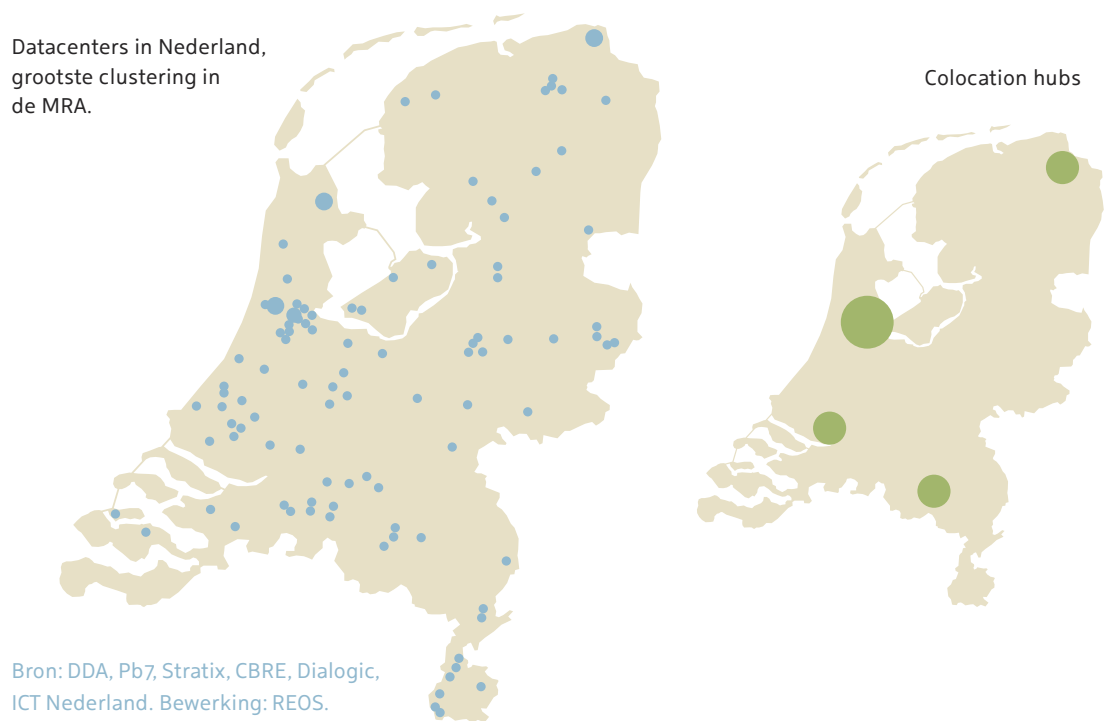 Datacenters in Nederland,
grootste clustering in
de MRA.
Colocation hubs
Bron: DDA, Pb7, Stratix, CBRE, Dialogic,
ICT Nederland. Bewerking: REOS.